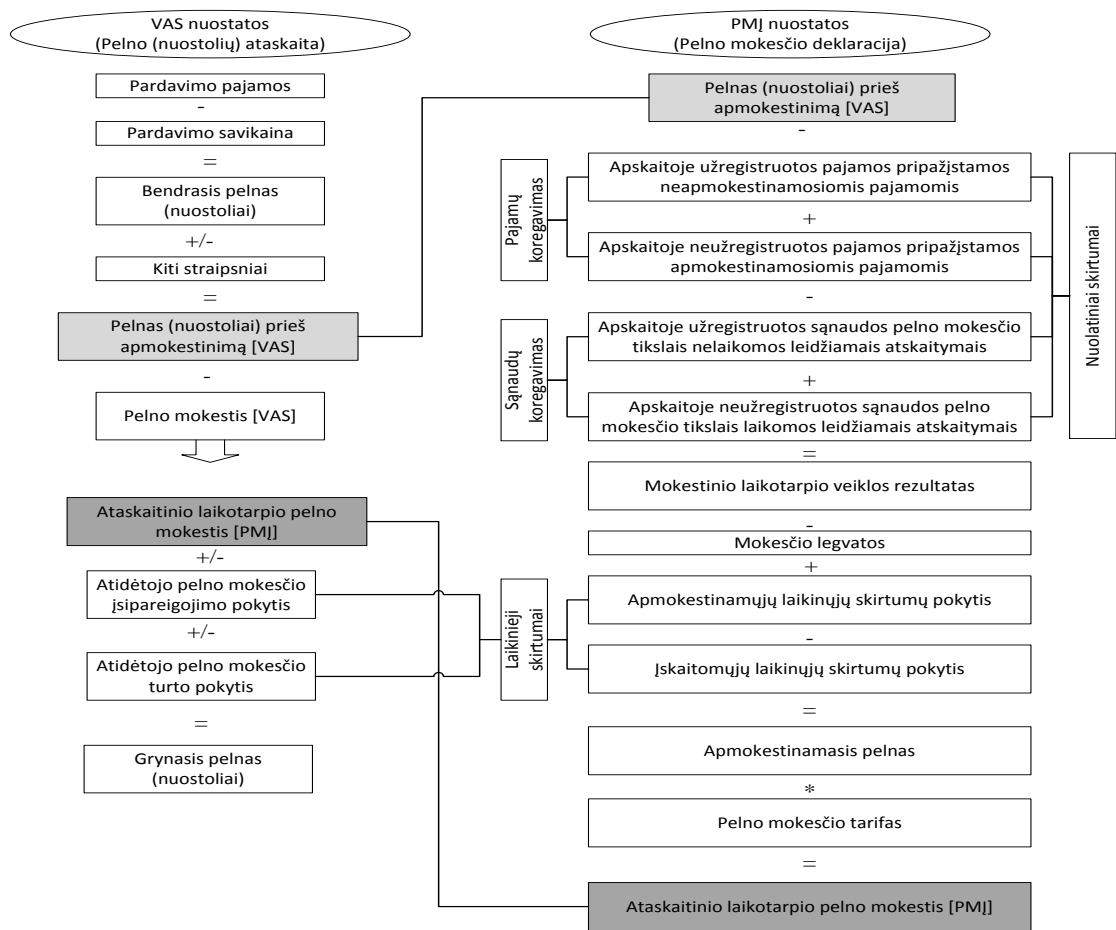 VAS nuostatos
(Pelno (nuostolių) ataskaita)
Pardavimo pajamos
-
Pardavimo savikaina
=
Bendrasis pelnas
(nuostoliai)
+/-
Kiti straipsniai
=
Pelnas (nuostoliai) prieš
apmokestinimą [VAS]
-
Pelno mokestis [VAS]
Ataskaitinio laikotarpio pelno
mokestis [PMĮ]
+/-
Atidėtojo pelno mokesčio
įsipareigojimo pokytis
+/-
Atidėtojo pelno mokesčio
turto pokytis
=
Grynasis pelnas
(nuostoliai)
PMĮ nuostatos
(Pelno mokesčio deklaracija)
Pelnas (nuostoliai) prieš
apmokestinimą [VAS]
-
Pajamų
koregavimas
Apskaitoje užregistruotos pajamos pripažįstamos
neapmokestinamosiomis pajamomis
+
Apskaitoje neužregistruotos pajamos pripažįstamos
apmokestinamosiomis pajamomis
-
Sąnaudų
koregavimas
Apskaitoje užregistruotos sąnaudos pelno mokesčio
tikslais nelaikomos leidžiamais atskaitymais
+
Apskaitoje neužregistruotos sąnaudos pelno
mokesčio tikslais laikomos leidžiamais atskaitymais
Nuolatiniai skirtumai
=
Mokestinio laikotarpio veiklos rezultatas
-
Mokesčio legvatos
+
Laikinieji
skirtumai
Apmokestinamųjų laikinųjų skirtumų pokytis
-
Įskaitomųjų laikinųjų skirtumų pokytis
=
Apmokestinamasis pelnas
*
Pelno mokesčio tarifas
=
Ataskaitinio laikotarpio pelno mokestis [PMĮ]